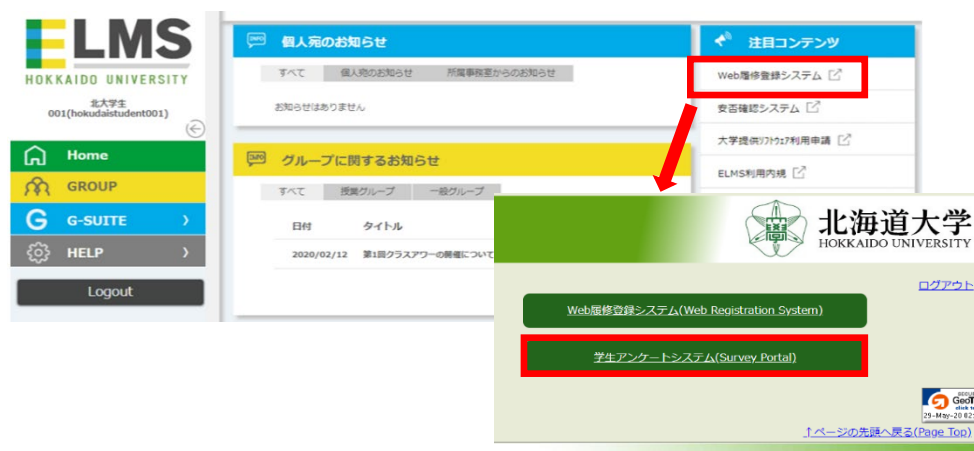 ELMS
HOKKAIDO UNIVERSITY
北大学生
001(hokudaistudent001)
Home
GROUP
G-SUITE
HELP
Logout
INFO
個人宛のお知らせ
すべて
個人宛のお知らせ
所属事務室からのお知らせ
お知らせはありません
INFO
グループに関するお知らせ
すべて
授業グループ
一般グループ
日付
タイトル
2020/02/12
第1回クラスアワーの開催について
注目コンテンツ
Web履修登録システム
安否確認システム
大学提供ソフトウェア利用申請
ELMS利用内規
北海道大学
HOKKAIDO UNIVERSITY
ログアウト
Web履修登録システム(Web Registration System)
学生アンケートシステム(Survey Portal)
29-May-20 02:
↑ページの先頭へ戻る(Page Top)